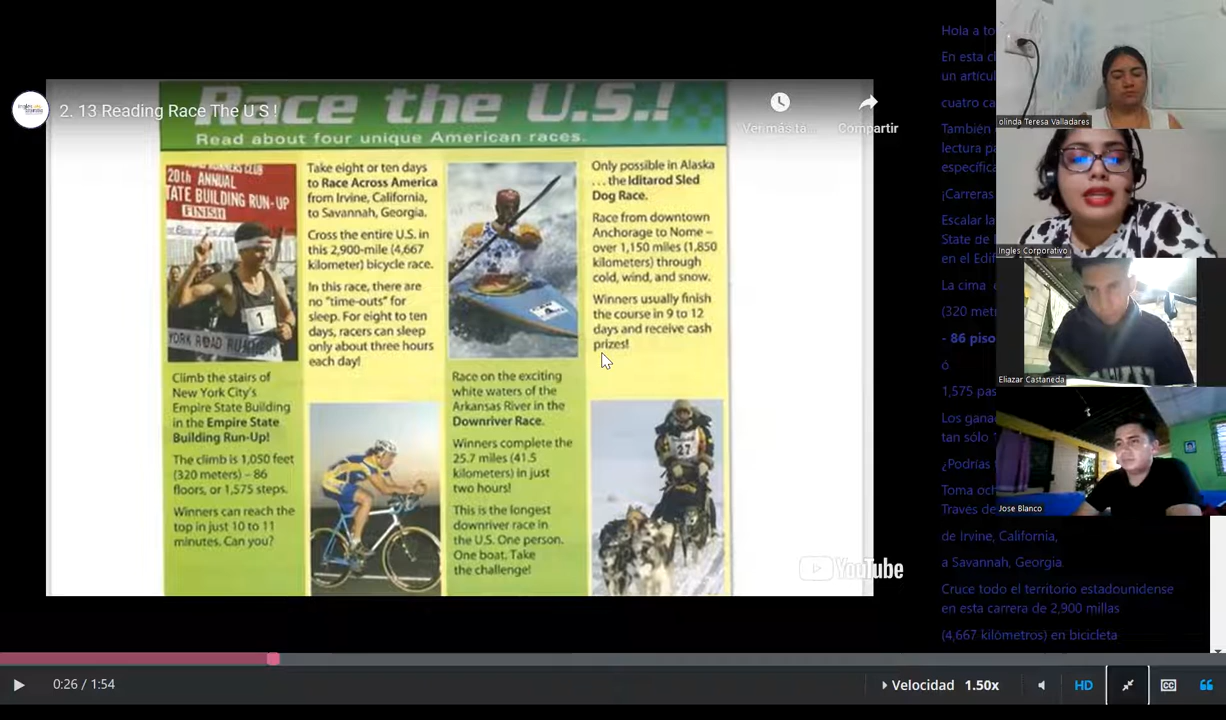 2. 13 Reading Race The U S !
Ver más ta...
Compartir
Race the U.S.!
Read about four unique American races.
20th ANNUAL
TATE BUILDING RUN-UP
FINISH
1
YORK ROAD RUNNERS
Climb the stairs of
New York City's
Empire State Building
in the Empire State
Building Run-Up!
The climb is 1,050 feet
(320 meters) – 86
floors, or 1,575 steps.
Winners can reach the
top in just 10 to 11
minutes. Can you?
Take eight or ten days
to Race Across America
from Irvine, California,
to Savannah, Georgia.
Cross the entire U.S. in
this 2,900-mile (4,667
kilometer) bicycle race.
In this race, there are
no "time-outs" for
sleep. For eight to ten
days, racers can sleep
only about three hours
each day!
Race on the exciting
white waters of the
Arkansas River in the
Downriver Race.
Winners complete the
25.7 miles (41.5
kilometers) in just
two hours!
This is the longest
downriver race in
the U.S. One person.
One boat. Take
the challenge!
Only possible in Alaska
. . . the Iditarod Sled
Dog Race.
Race from downtown
Anchorage to Nome –
over 1,150 miles (1,850
kilometers) through
cold, wind, and snow.
Winners usually finish
the course in 9 to 12
days and receive cash
prizes!
27
YouTube
Hola a to
En esta c
un artícul
cuatro ca
También
lectura pa
específica
¡Carreras
Escalar la
State de
en el Edif
La cima
(320 metr
- 86 piso
ó
1,575 pas
Los gana
tan sólo 1
¿Podrías
Toma och
Través de
de Irvine, California,
a Savannah, Georgia.
Cruce todo el territorio estadounidense
en esta carrera de 2,900 millas
(4,667 kilómetros) en bicicleta
olinda Teresa Valladares
Ingles Corporativo
Eliazar Castaneda
Jose Blanco
0:26 / 1:54
Velocidad 1.50x
HD
CC